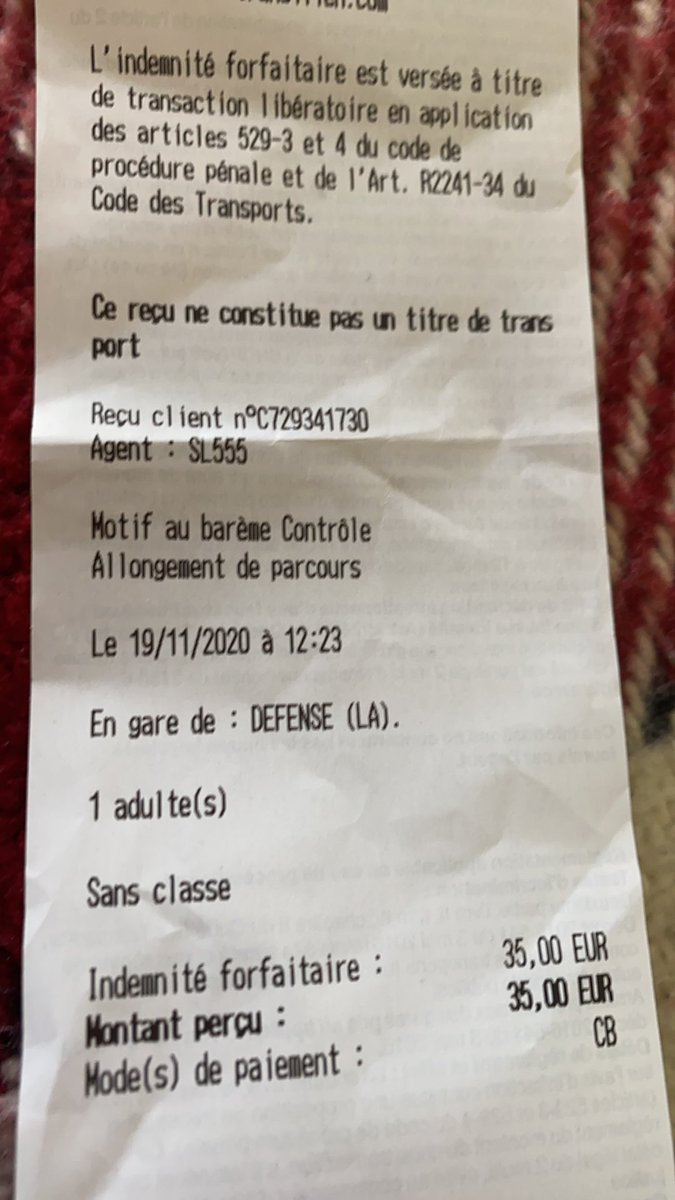 L'indemnité forfaitaire est versée à titre
de transaction libératoire en application
des articles 529-3 et 4 du code de
procédure pénale et de l'Art. R2241-34 du
Code des Transports.
Ce reçu ne constitue pas un titre de trans
port
Reçu client n°C729341730
Agent : SL555
Motif au barème Contrôle
Allongement de parcours
Le 19/11/2020 à 12:23
En gare de : DEFENSE (LA).
1 adulte(s)
Sans classe
Indemnité forfaitaire : 35,00 EUR
Montant perçu : 35,00 EUR
Mode(s) de paiement : CB